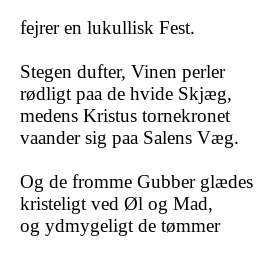 fejrer en lukullisk Fest.
Stegen dufter, Vinen perler
rødligt paa de hvide Skjæg,
medens Kristus tornekronet
vaander sig paa Salens Væg.
Og de fromme Gubber glædes
kristeligt ved Øl og Mad,
og ydmygeligt de tømmer